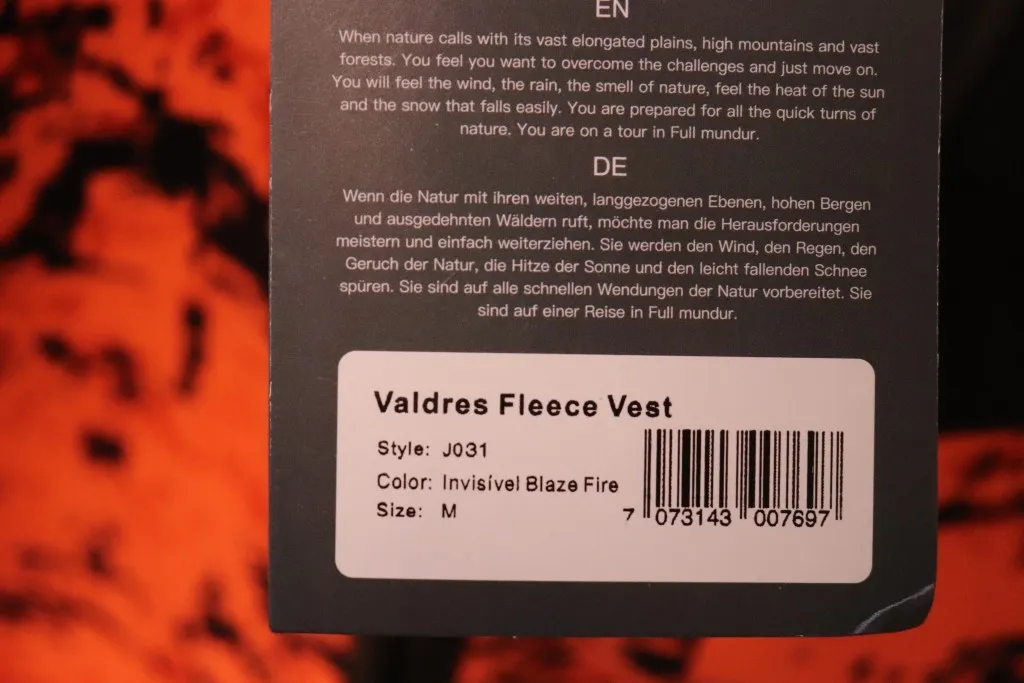 EN
When nature calls with its vast elongated plains, high mountains and vast
forests. You feel you want to overcome the challenges and just move on.
You will feel the wind, the rain, the smell of nature, feel the heat of the sun
and the snow that falls easily. You are prepared for all the quick turns of
nature. You are on a tour in Full mundur.
DE
Wenn die Natur mit ihren weiten, langgezogenen Ebenen, hohen Bergen
und ausgedehnten Wäldern ruft, möchte man die Herausforderungen
meistern und einfach weiterziehen. Sie werden den Wind, den Regen, den
Geruch der Natur, die Hitze der Sonne und den leicht fallenden Schnee
spüren. Sie sind auf alle schnellen Wendungen der Natur vorbereitet. Sie
sind auf einer Reise in Full mundur.
Valdres Fleece Vest
Style: J031
Color: Invisível Blaze Fire
Size: M
7 073143 007697